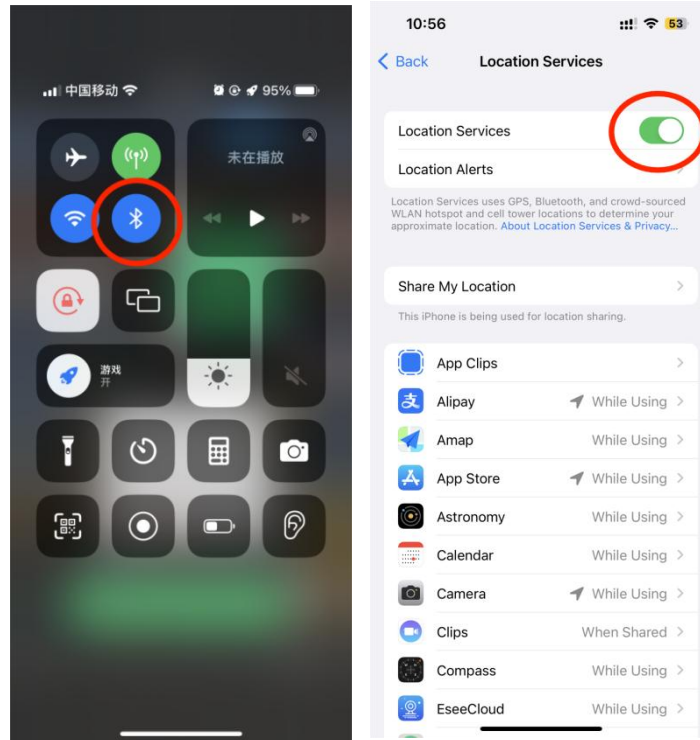 中国移动
95%
未在播放
游戏
开
10:56
53
Back
Location Services
Location Services
Location Alerts
Location Services uses GPS, Bluetooth, and crowd-sourced
WLAN hotspot and cell tower locations to determine your
approximate location. About Location Services & Privacy...
Share My Location
This iPhone is being used for location sharing.
App Clips
Alipay While Using
Amap While Using
App Store While Using
Astronomy While Using
Calendar While Using
Camera While Using
Clips When Shared
Compass While Using
EseeCloud While Using